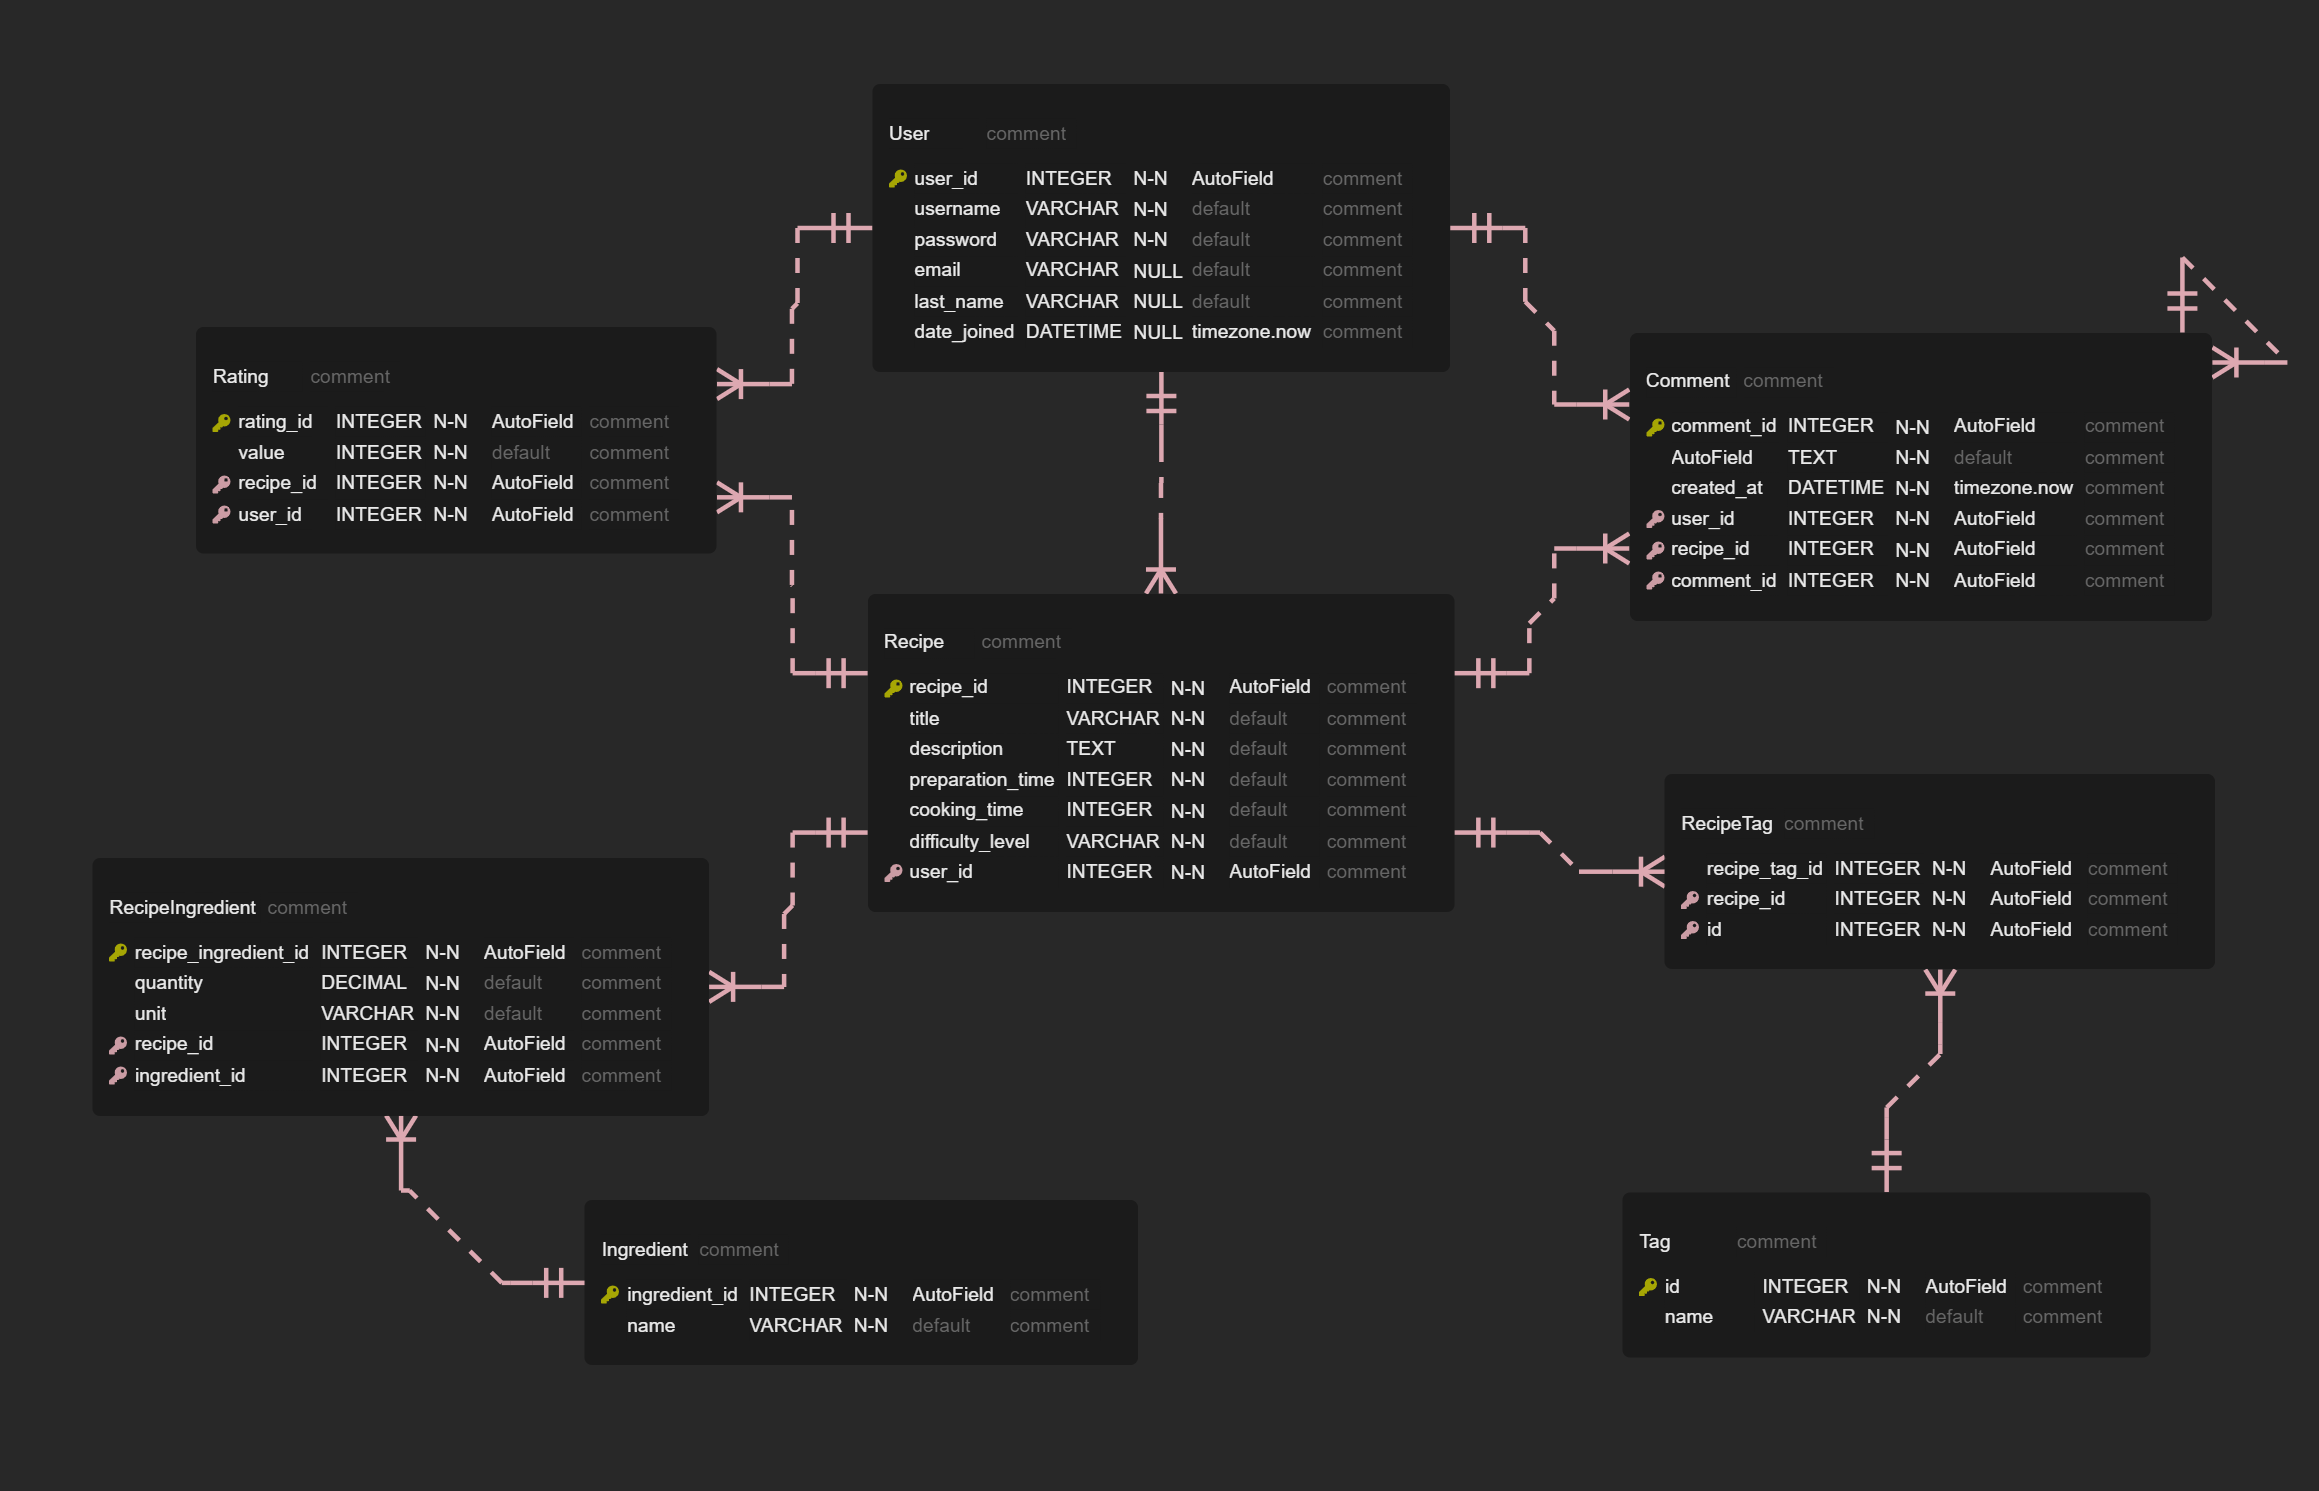 User comment
user_id INTEGER N-N AutoField comment
username VARCHAR N-N default comment
password VARCHAR N-N default comment
email VARCHAR NULL default comment
last_name VARCHAR NULL default comment
date_joined DATETIME NULL timezone.now comment
Rating comment
rating_id INTEGER N-N AutoField comment
value INTEGER N-N default comment
recipe_id INTEGER N-N AutoField comment
user_id INTEGER N-N AutoField comment
Comment comment
comment_id INTEGER N-N AutoField comment
AutoField TEXT N-N default comment
created_at DATETIME N-N timezone.now comment
user_id INTEGER N-N AutoField comment
recipe_id INTEGER N-N AutoField comment
comment_id INTEGER N-N AutoField comment
Recipe comment
recipe_id INTEGER N-N AutoField comment
title VARCHAR N-N default comment
description TEXT N-N default comment
preparation_time INTEGER N-N default comment
cooking_time INTEGER N-N default comment
difficulty_level VARCHAR N-N default comment
user_id INTEGER N-N AutoField comment
RecipeTag comment
recipe_tag_id INTEGER N-N AutoField comment
recipe_id INTEGER N-N AutoField comment
id INTEGER N-N AutoField comment
RecipeIngredient comment
recipe_ingredient_id INTEGER N-N AutoField comment
quantity DECIMAL N-N default comment
unit VARCHAR N-N default comment
recipe_id INTEGER N-N AutoField comment
ingredient_id INTEGER N-N AutoField comment
Ingredient comment
ingredient_id INTEGER N-N AutoField comment
name VARCHAR N-N default comment
Tag comment
id INTEGER N-N AutoField comment
name VARCHAR N-N default comment